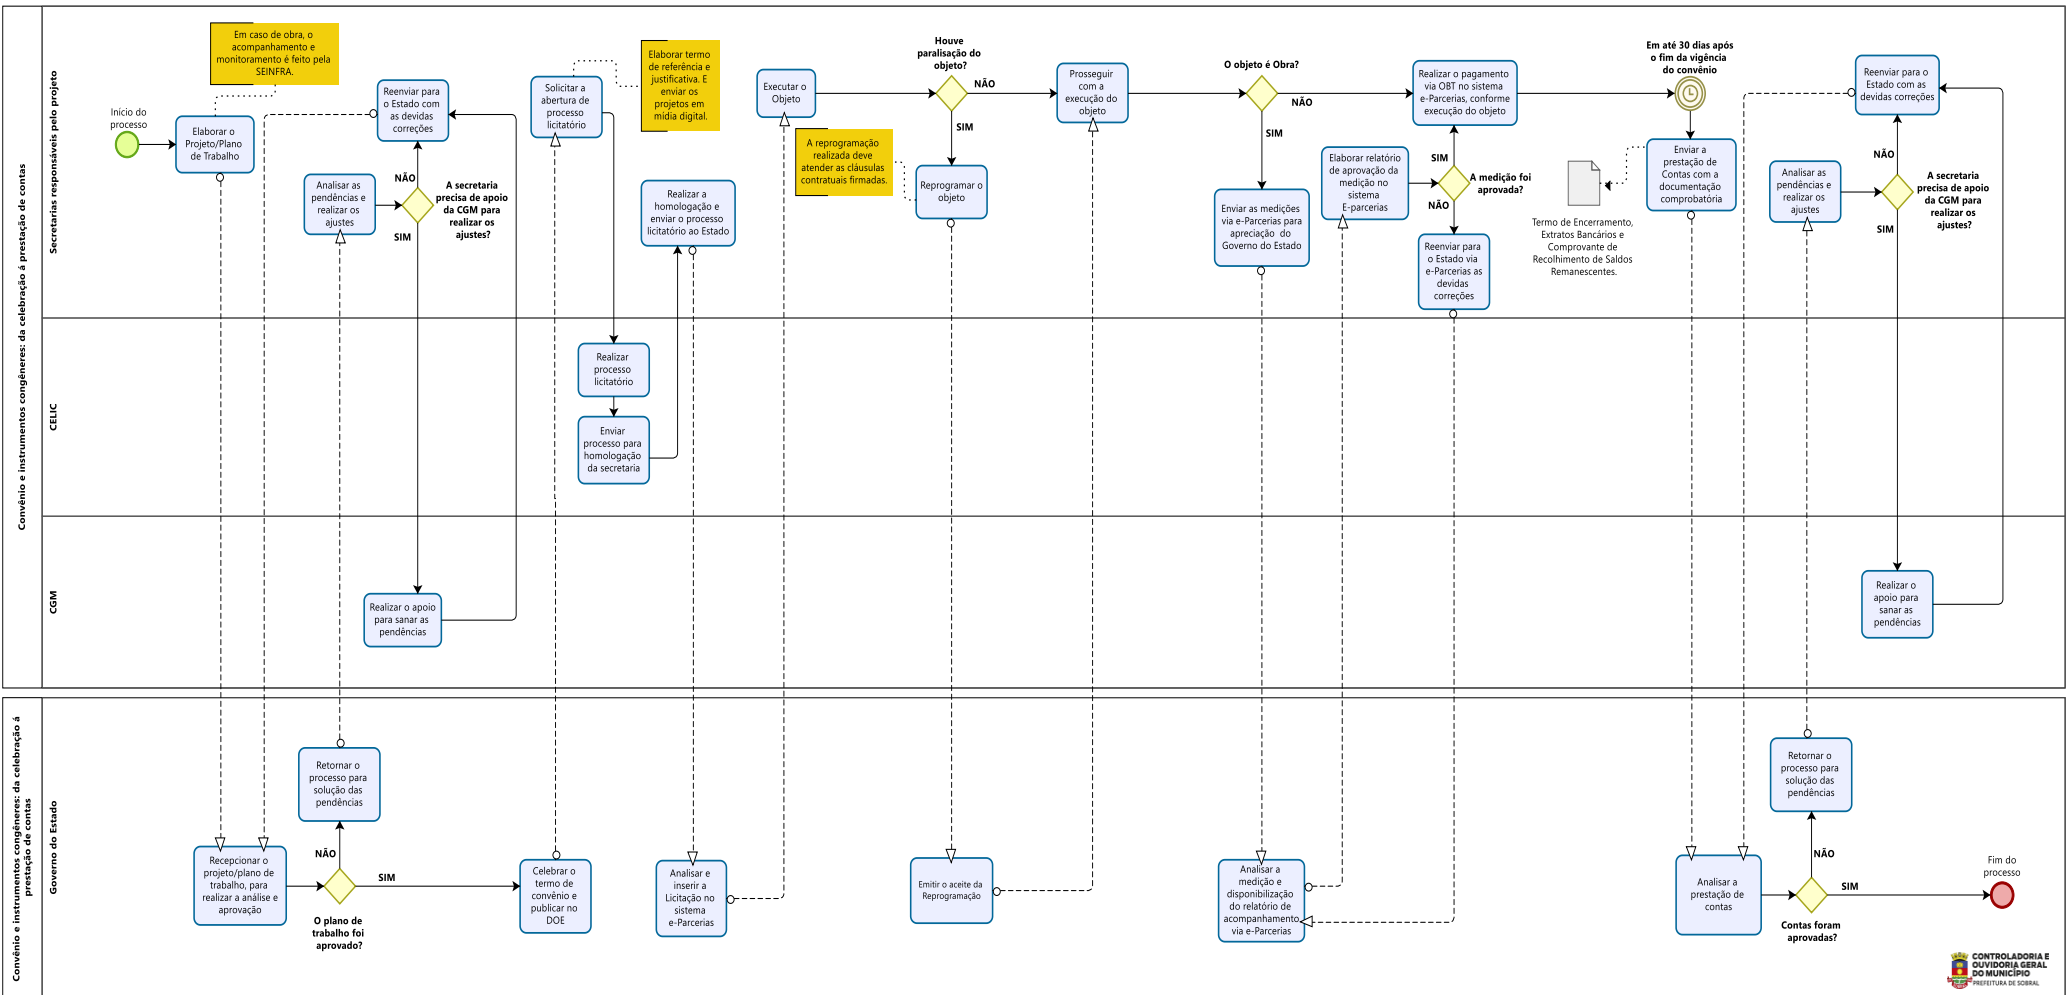 Convênio e instrumentos congêneres: da celebração á prestação de contas
Secretarias responsáveis pelo projeto
Início do
processo
Em caso de obra, o
acompanhamento e
monitoramento é feito pela
SEINFRA.
Elaborar o
Projeto/Plano
de Trabalho
Analisar as
pendências e
realizar os
ajustes
Reenviar para
o Estado com
as devidas
correções
NÃO
A secretaria
precisa de apoio
da CGM para
realizar os
ajustes?
SIM
Solicitar a
abertura de
processo
licitatório
Elaborar termo
de referência e
justificativa. E
enviar os
projetos em
mídia digital.
Realizar a
homologação e
enviar o processo
licitatório ao Estado
Executar o
Objeto
A reprogramação
realizada deve
atender as cláusulas
contratuais firmadas.
Houve
paralisação do
objeto?
NÃO
SIM
Reprogramar o
objeto
Prosseguir
com a
execução do
objeto
O objeto é Obra?
NÃO
SIM
Enviar as medições
via e-Parcerias para
apreciação do
Governo do Estado
Elaborar relatório
de aprovação da
medição no
sistema
E-parcerias
Realizar o pagamento
via OBT no sistema
e-Parcerias, conforme
execução do objeto
SIM
A medição foi
aprovada?
NÃO
Reenviar para
o Estado via
e-Parcerias as
devidas
correções
Em até 30 dias após
o fim da vigência
do convênio
Enviar a
prestação de
Contas com a
documentação
comprobatória
Termo de Encerramento,
Extratos Bancários e
Comprovante de
Recolhimento de Saldos
Remanescentes.
Analisar as
pendências e
realizar os
ajustes
Reenviar para o
Estado com as
devidas correções
NÃO
A secretaria
precisa de apoio
da CGM para
realizar os
ajustes?
SIM
CELIC
Realizar
processo
licitatório
Enviar
processo para
homologação
da secretaria
CGM
Realizar o apoio
para sanar as
pendências
Realizar o
apoio para
sanar as
pendências
Convênio e instrumentos congêneres: da celebração á
prestação de contas
Governo do Estado
Recepcionar o
projeto/plano de
trabalho, para
realizar a análise e
aprovação
Retornar o
processo para
solução das
pendências
NÃO
SIM
O plano de
trabalho foi
aprovado?
Celebrar o
termo de
convênio e
publicar no
DOE
Analisar e
inserir a
Licitação no
sistema
e-Parcerias
Emitir o aceite da
Reprogramação
Analisar a
medição e
disponibilização
do relatório de
acompanhamento
via e-Parcerias
Analisar a
prestação de
contas
Retornar o
processo para
solução das
pendências
NÃO
SIM
Contas foram
aprovadas?
Fim do
processo
CONTROLADORIA E
OUVIDORIA GERAL
DO MUNICÍPIO
PREFEITURA DE SOBRAL